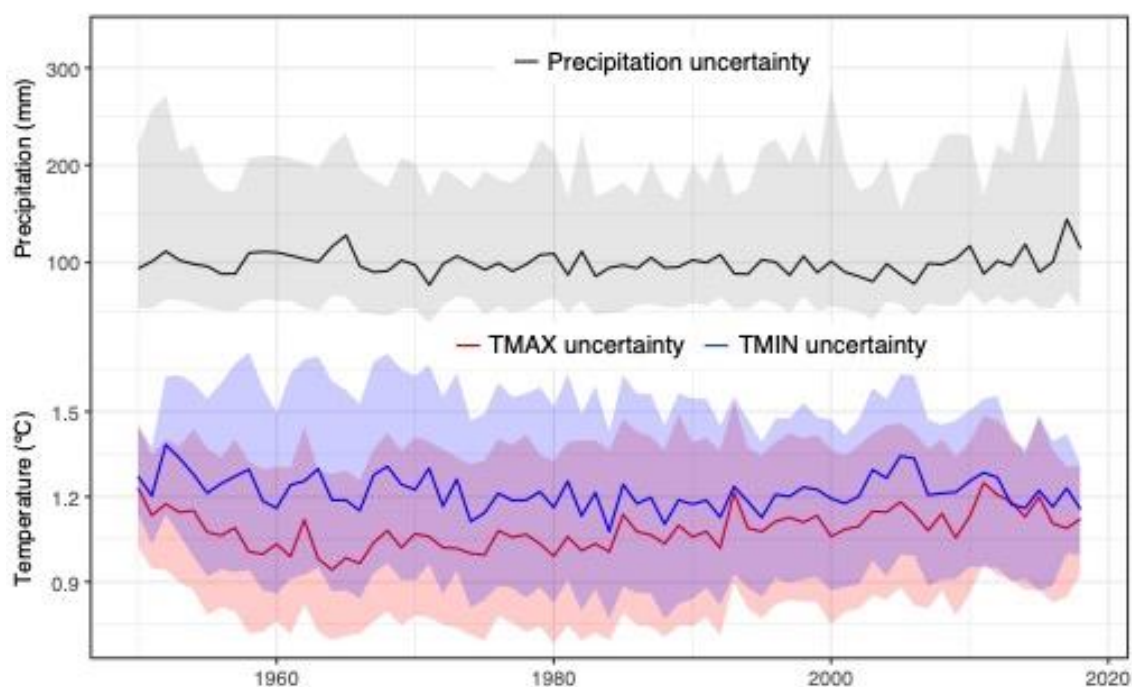 Precipitation (mm)
300
200
100
Precipitation uncertainty
TMAX uncertainty
TMIN uncertainty
Temperature (°C)
1.5
1.2
0.9
1960
1980
2000
2020